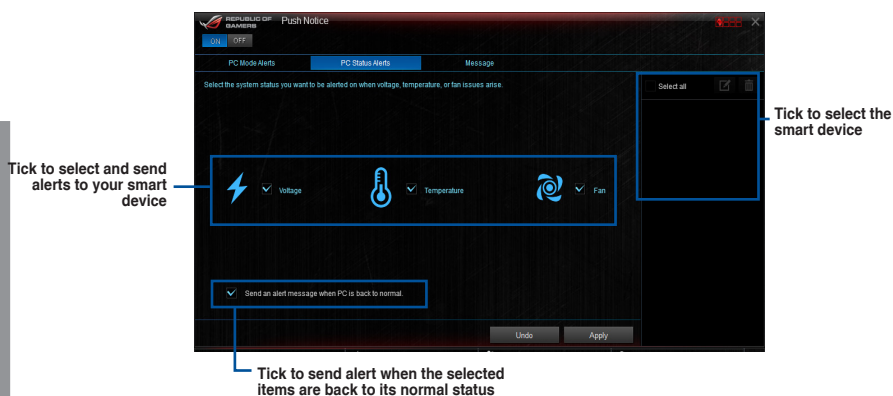 REPUBLIC OF GAMERS Push Notice
ON OFF
PC Mode Alerts PC Status Alerts Message
Select the system status you want to be alerted on when voltage, temperature, or fan issues arise.
Select all
Tick to select the
smart device
Tick to select and send
alerts to your smart
device
Voltage Temperature Fan
Send an alert message when PC is back to normal.
Undo Apply
Tick to send alert when the selected
items are back to its normal status